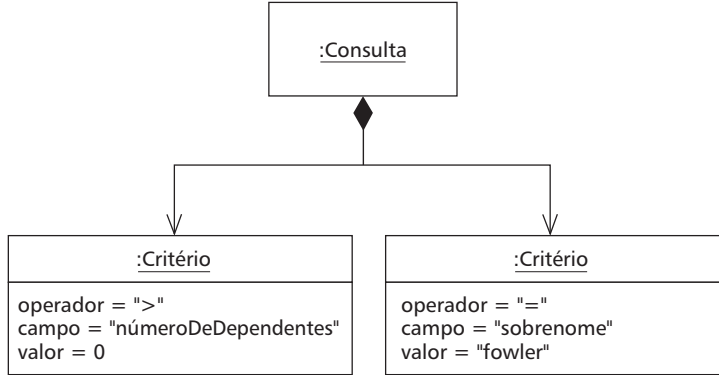 :Consulta
:Critério
operador = ">"
campo = "númeroDeDependentes"
valor = 0
:Critério
operador = "="
campo = "sobrenome"
valor = "fowler"